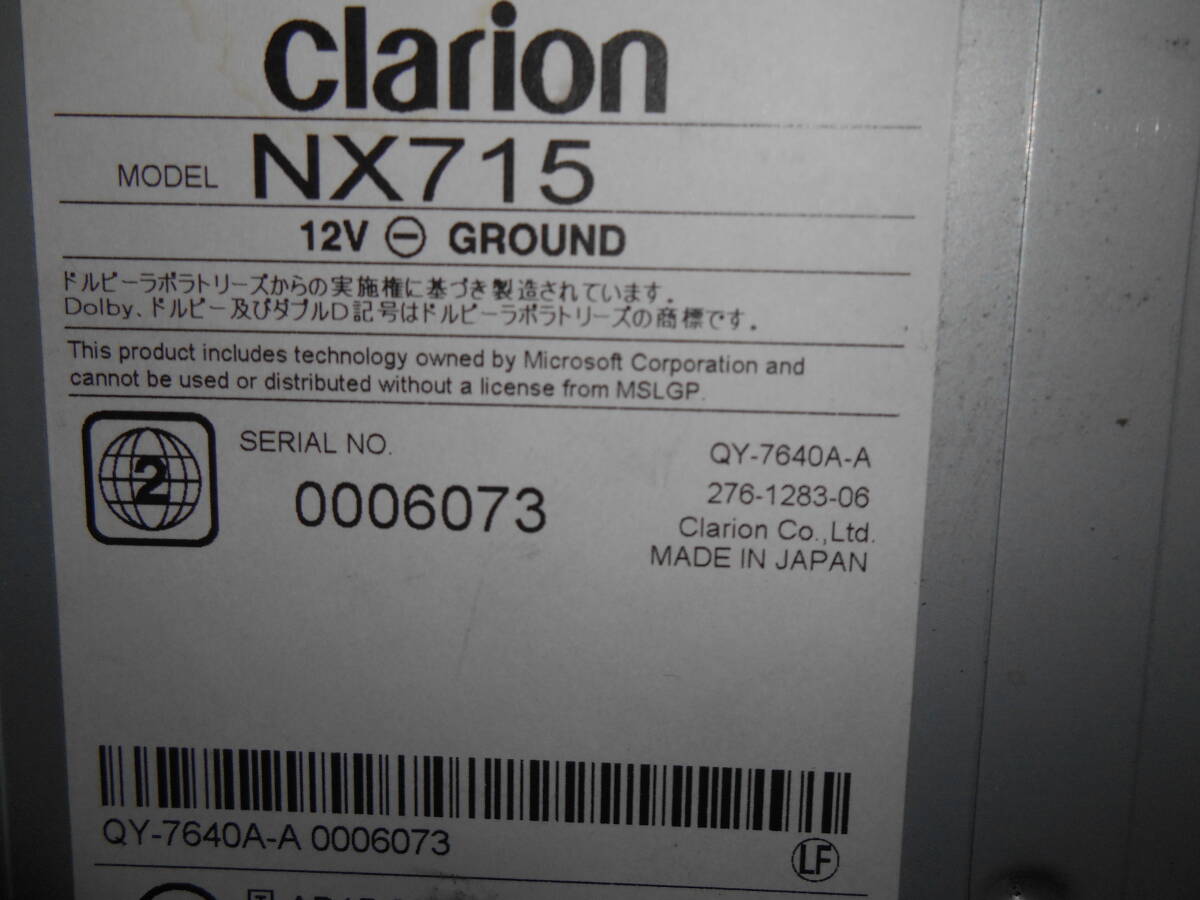 clarion
MODEL NX715
12V ⊖ GROUND
ドルビーラボラトリーズからの実施権に基づき製造されています.
Dolby、ドルビー及びダブルD記号はドルビーラボラトリーズの商標です.
This product includes technology owned by Microsoft Corporation and
cannot be used or distributed without a license from MSLGP.
2
SERIAL NO.
0006073
QY-7640A-A
276-1283-06
Clarion Co.,Ltd.
MADE IN JAPAN
QY-7640A-A 0006073
LF